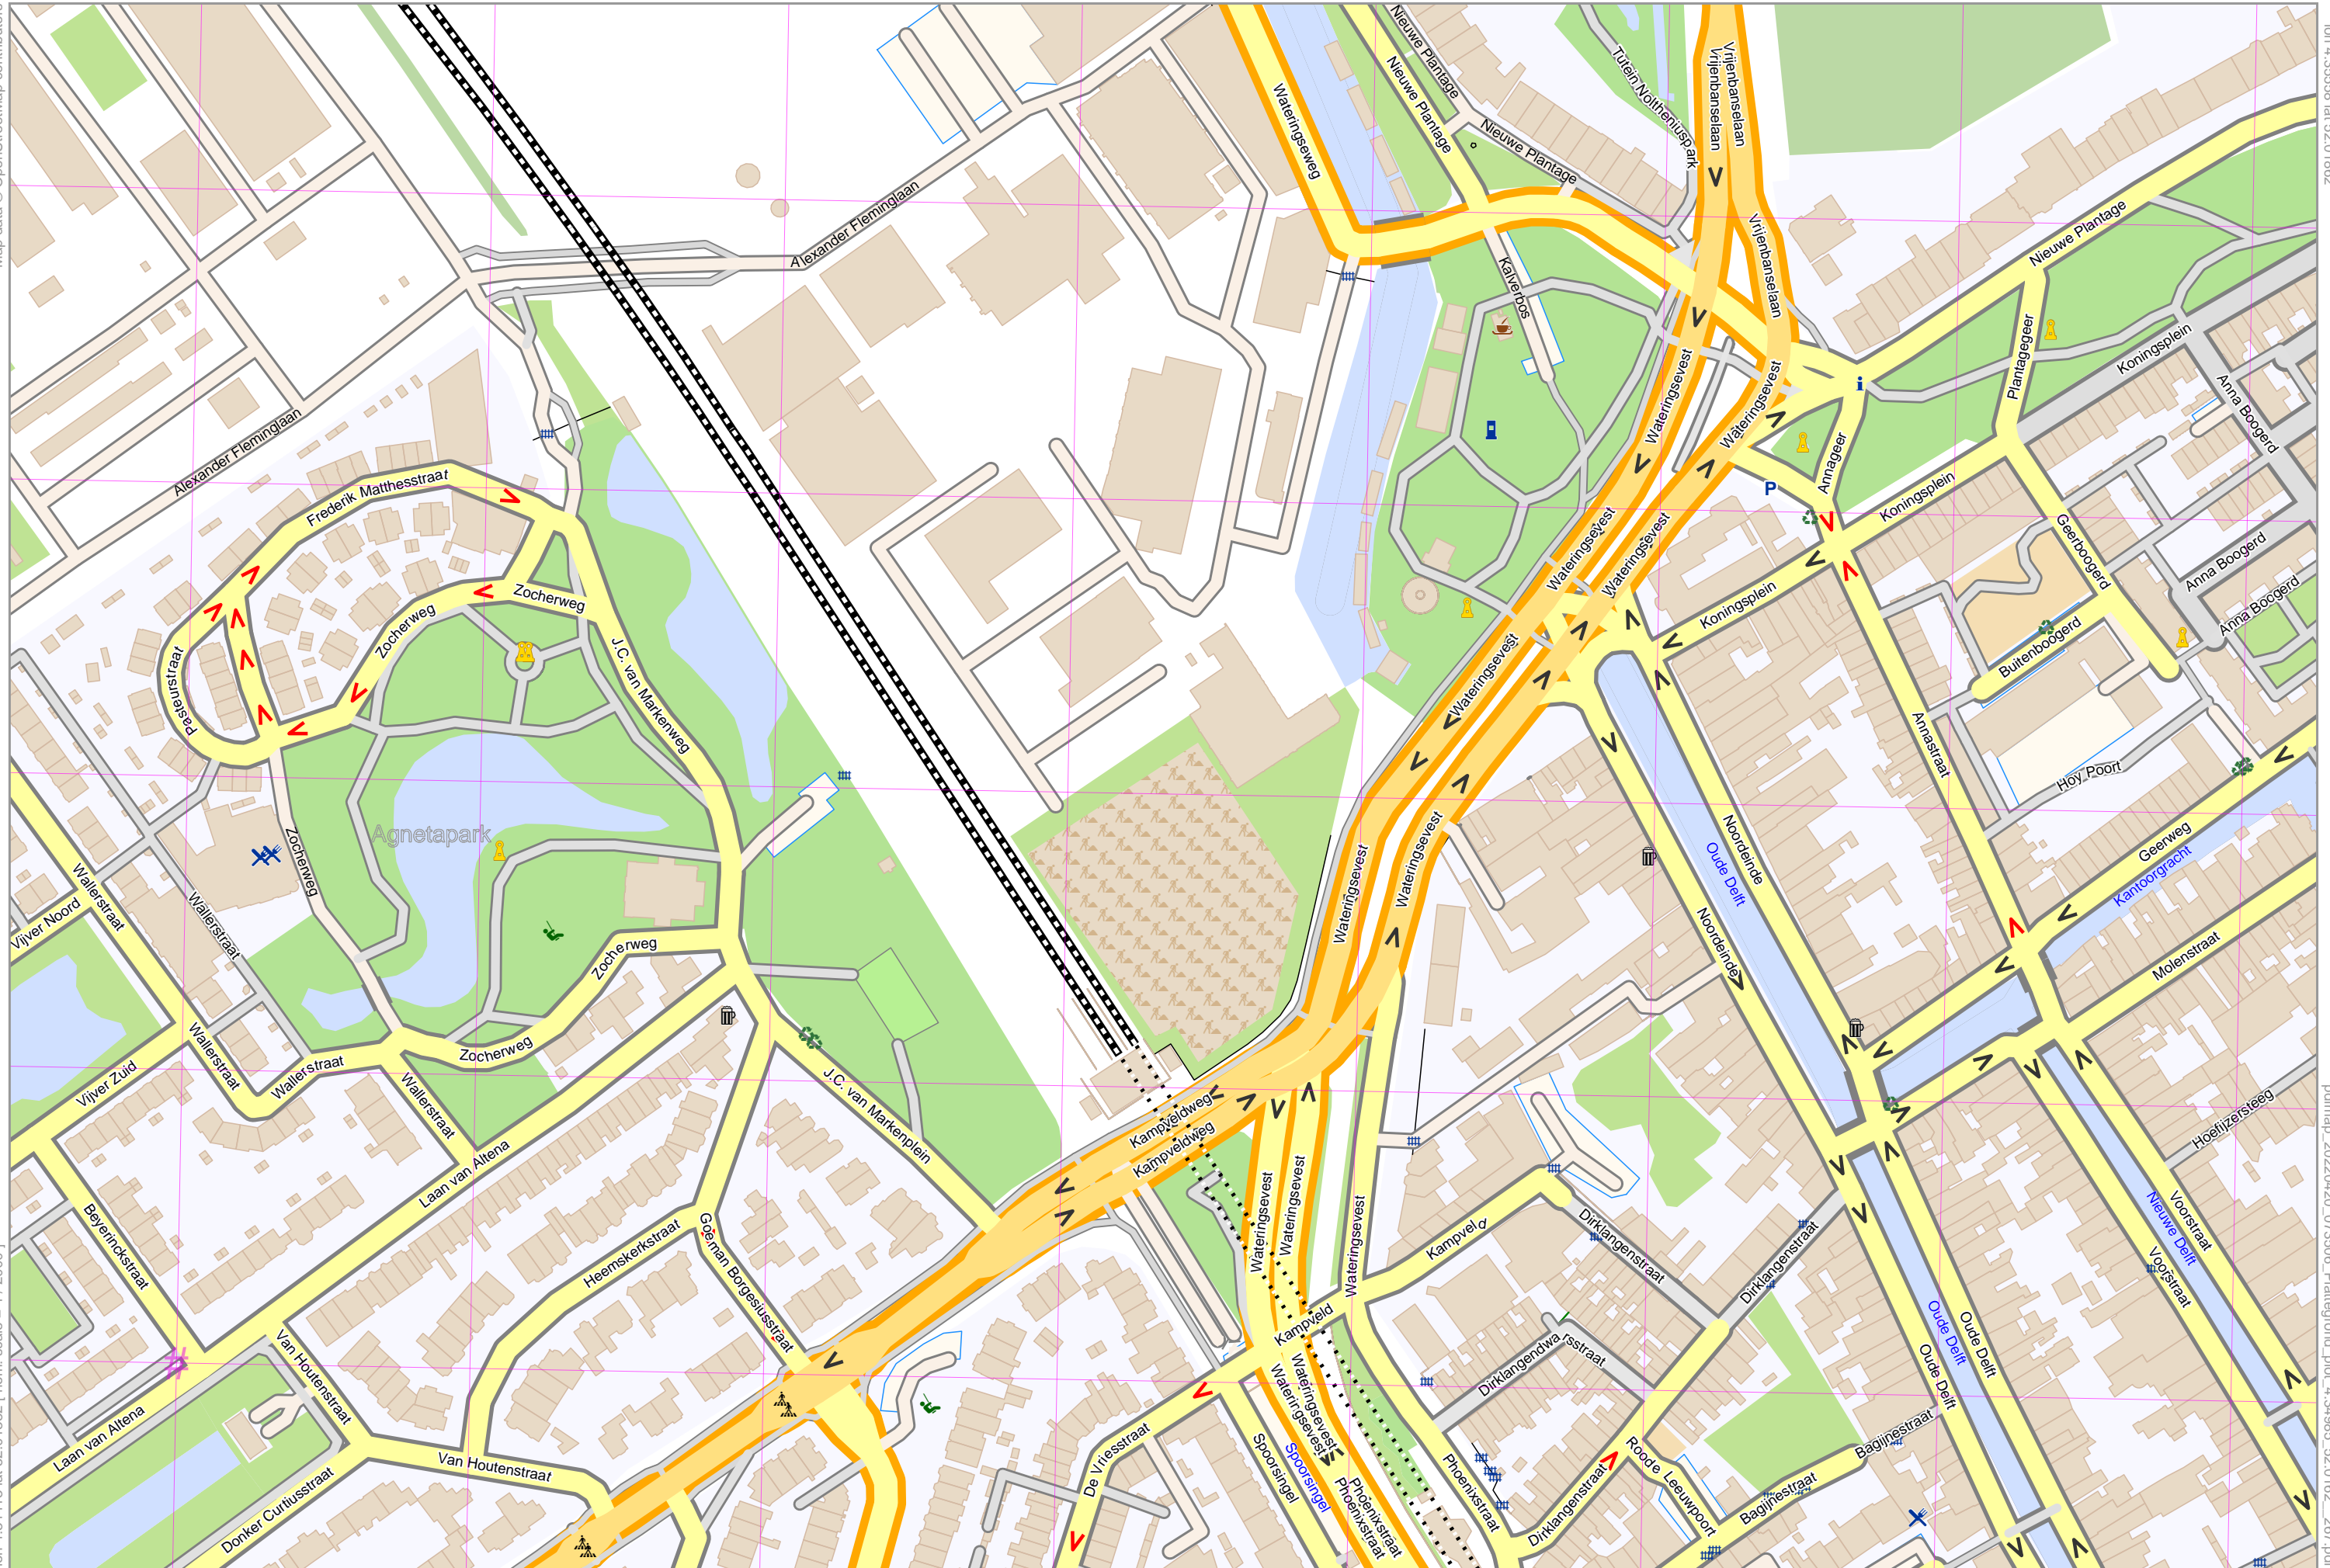 Nieuwe Plantage
Nieuwe Plantage
Nieuwe Plantage
Tutein Noltheniuspark
Vrijenbanselaan
Vrijenbanselaan
Wateringseweg
Alexander Fleminglaan
Vrijenbanselaan
Nieuwe Plantage
Kalverbos
Plantagegeer
Koningsplein
Anna Boogerd
Alexander Fleminglaan
Wateringsevest
Wateringsevest
Annageer
P
i
Frederik Matthesstraat
Koningsplein
Geerboogerd
Anna Boogerd
Anna Boogerd
Wateringsevest
Wateringsevest
Zocherweg
Zocherweg
Koningsplein
Buitenboogerd
Pasteurstraat
J.C. van Markenweg
Wateringsevest
Annastraat
Hoy Poort
Agnetapark
Zocherweg
Wallerstraat
Wallerstraat
Vijver Noord
Wateringsevest
Wateringsevest
Noordeinde
Oude Delft
Noordeinde
Geerweg
Kantoorgracht
Molenstraat
Zocherweg
Zocherweg
Wallerstraat
Wallerstraat
Wallerstraat
Vijver Zuid
J.C. van Markenplein
Kampveldweg
Kampveldweg
Laan van Altena
Hoefijzersteeg
Beyerinckstraat
Heemskerkstraat
Goeman Borgesiusstraat
Wateringsevest
Wateringsevest
Wateringsevest
Kampveld
Kampveld
Dirklangenstraat
Dirklangenstraat
Voorstraat
Nieuwe Delft
Voorstraat
Van Houtenstraat
Dirklangendwarsstraat
Oude Delft
Oude Delft
Oude Delft
Laan van Altena
Van Houtenstraat
Donker Curtiusstraat
De Vriesstraat
Wateringsevest
Wateringsevest
Spoorsingel
Spoorsingel
Phoenixstraat
Phoenixstraat
Phoenixstraat
Dirklangenstraat
Roode Leeuwpoort
Bagijnestraat
Bagijnestraat